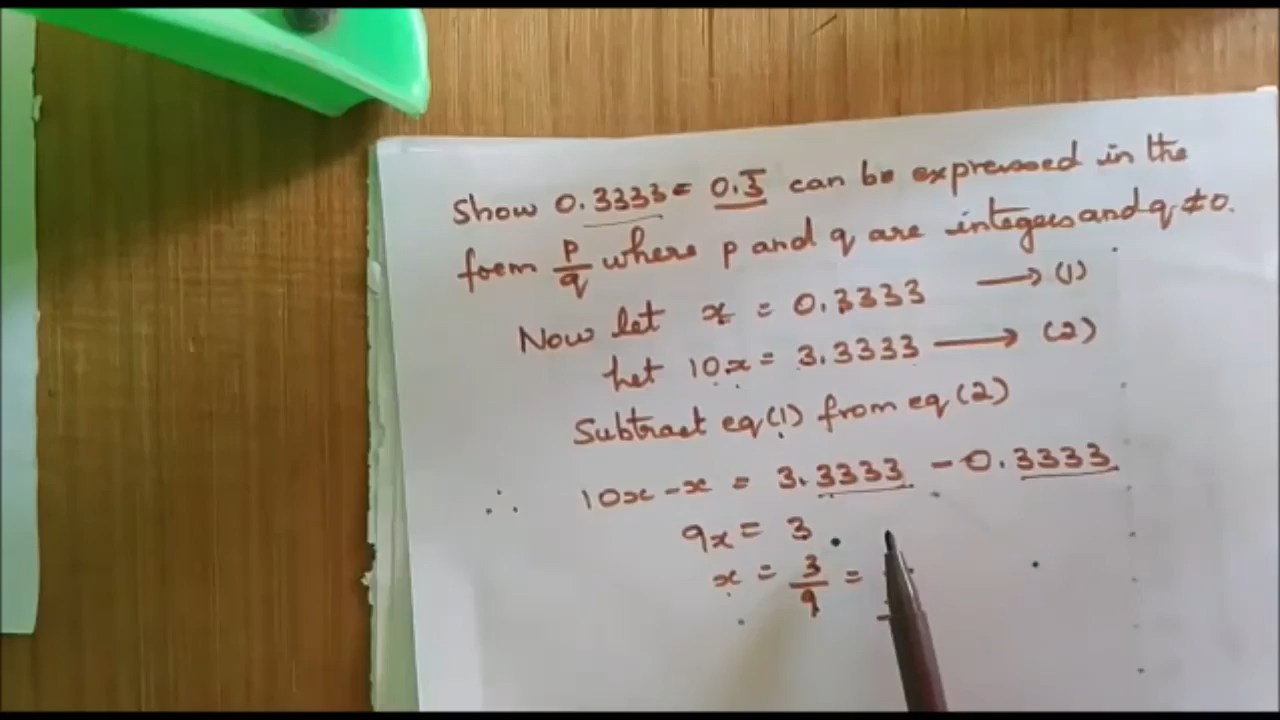 Show 0.3333 = 0.3̅ can be expressed in the
form p/q where p and q are integers and q ≠ 0.
Now let x = 0.3333 → (1)
Let 10x = 3.3333 → (2)
Subtract eq (1) from eq (2)
∴ 10x - x = 3.3333 - 0.3333
9x = 3.
x = 3/9 =